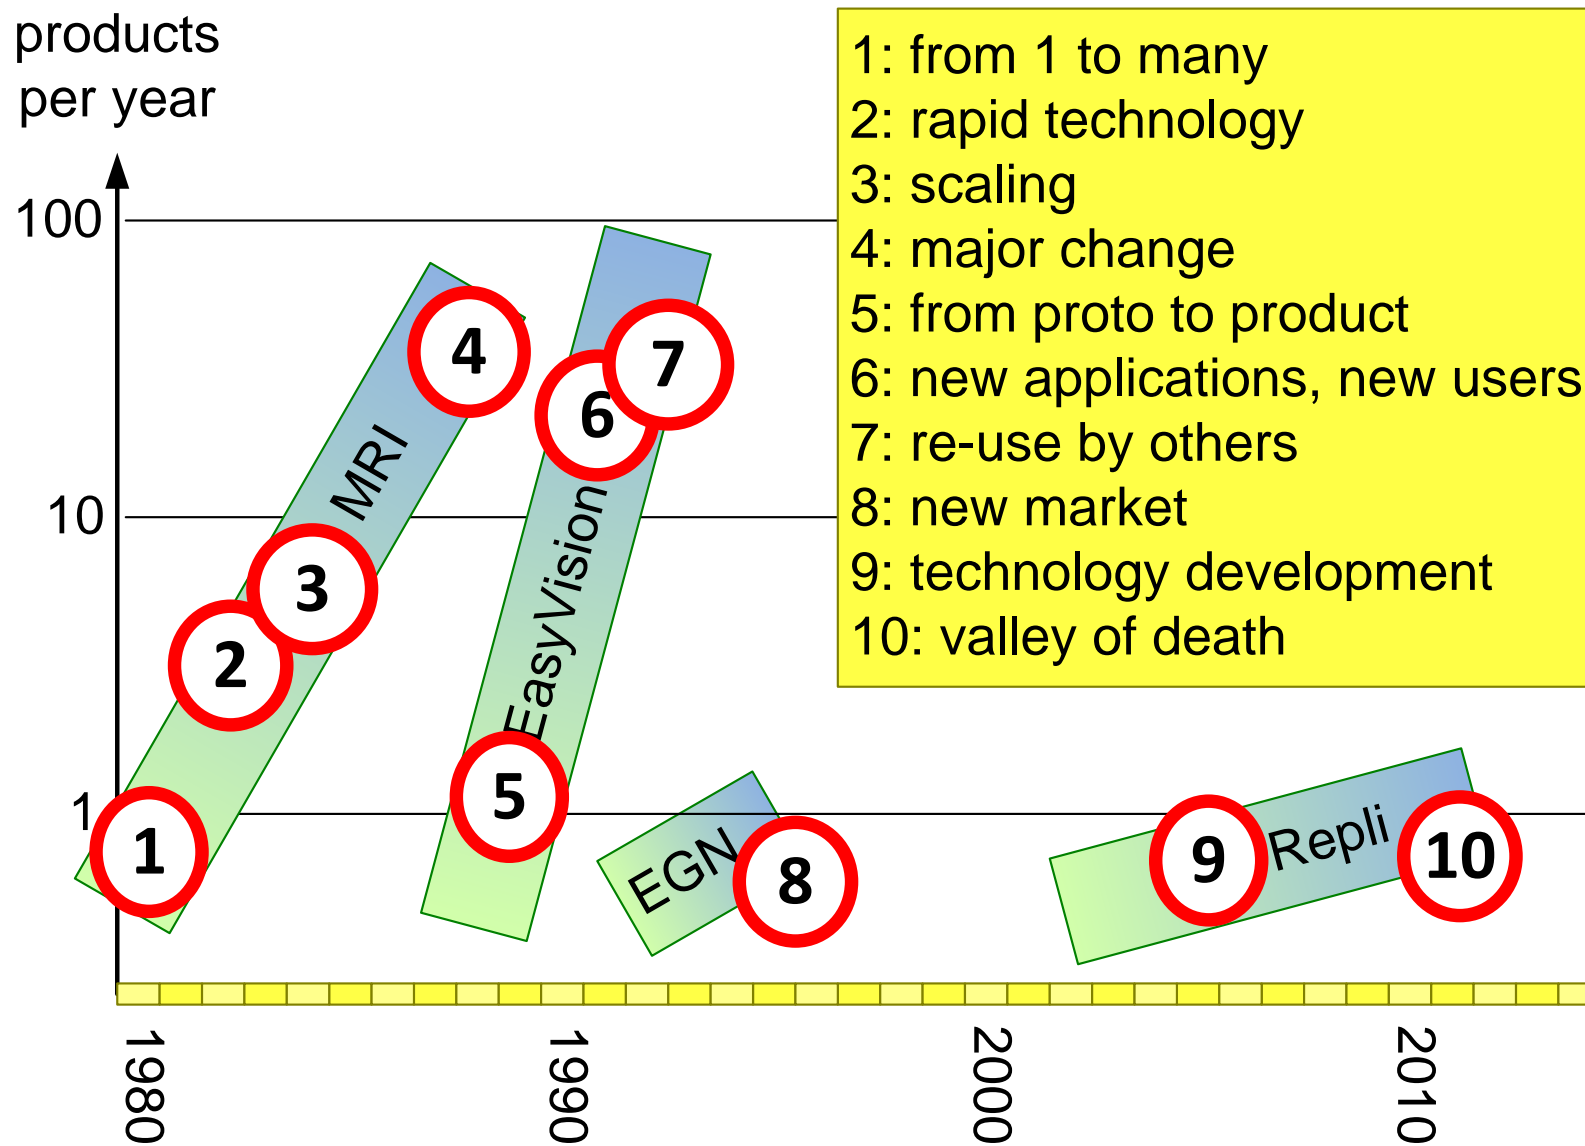 products
per year
1: from 1 to many
2: rapid technology
3: scaling
4: major change
5: from proto to product
6: new applications, new users
7: re-use by others
8: new market
9: technology development
10: valley of death
100
10
1
4
7
6
MRI
3
EasyVision
2
5
1
EGN
8
9
Repli
10
1980
1990
2000
2010